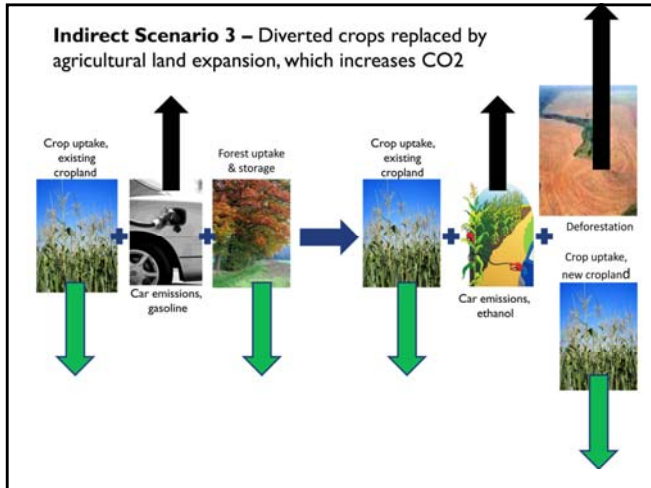 Indirect Scenario 3 – Diverted crops replaced by
agricultural land expansion, which increases CO2
Crop uptake,
existing
cropland
Car emissions,
gasoline
Forest uptake
& storage
Crop uptake,
existing
cropland
Car emissions,
ethanol
Deforestation
Crop uptake,
new cropland